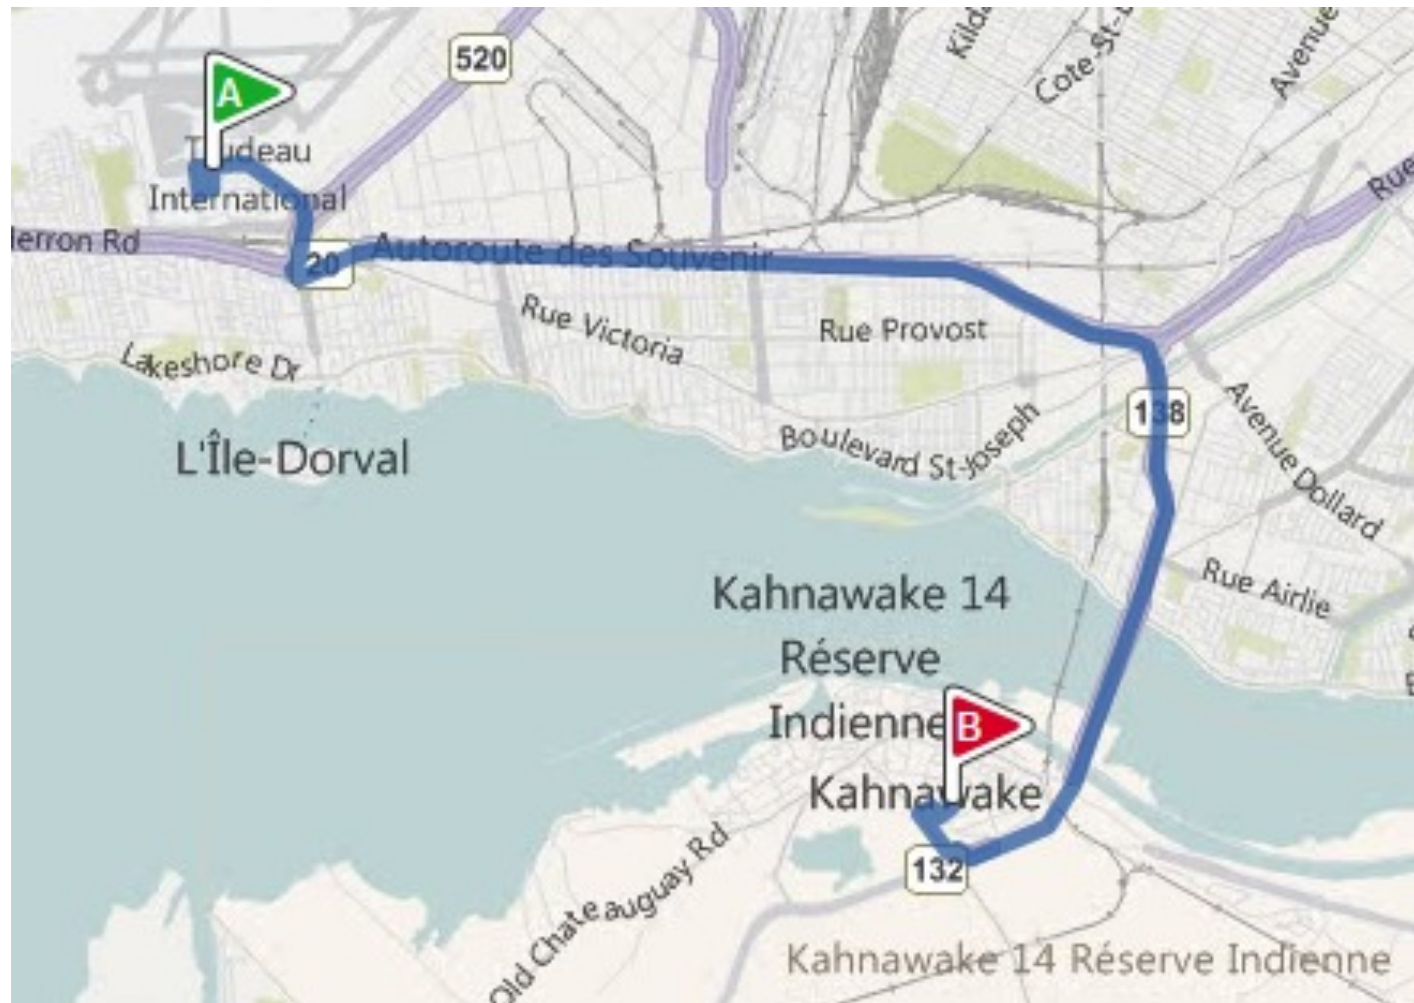 Kilda
Cote-St-L
Avenue
520
A
Trudeau
International
Herron Rd
20
Autoroute des Souvenir
Rue
Rue Victoria
Rue Provost
Lakeshore Dr
138
Avenue Dollard
Boulevard St-Joseph
L'Île-Dorval
Rue Airlie
Kahnawake 14
Réserve
Indienne
B
Kahnawake
132
Old Chateauguay Rd
Kahnawake 14 Réserve Indienne